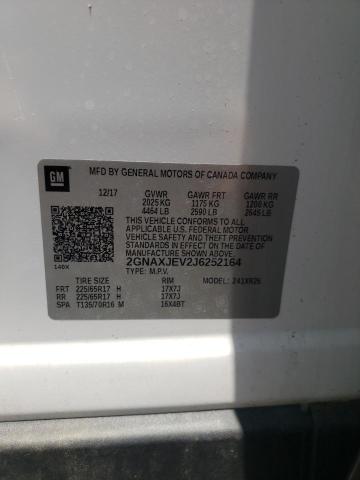 GM
MFD BY GENERAL MOTORS OF CANADA COMPANY
12/17 GVWR GAWR FRT GAWR RR
2025 KG 1175 KG 1200 KG
4464 LB 2590 LB 2645 LB
THIS VEHICLE CONFORMS TO ALL
APPLICABLE U.S. FEDERAL MOTOR
VEHICLE SAFETY, BUMPER, AND THEFT
PREVENTION STANDARDS IN EFFECT ON
THE DATE OF MANUFACTURE SHOWN ABOVE.
2GNAXJEV2J6252164
140X TYPE: M.P.V. MODEL: 241XR26
TIRE SIZE RIM
FRT 225/65R17 H 17X7J
RR 225/65R17 H 17X7J
SPA T135/70R16 M 16X4BT